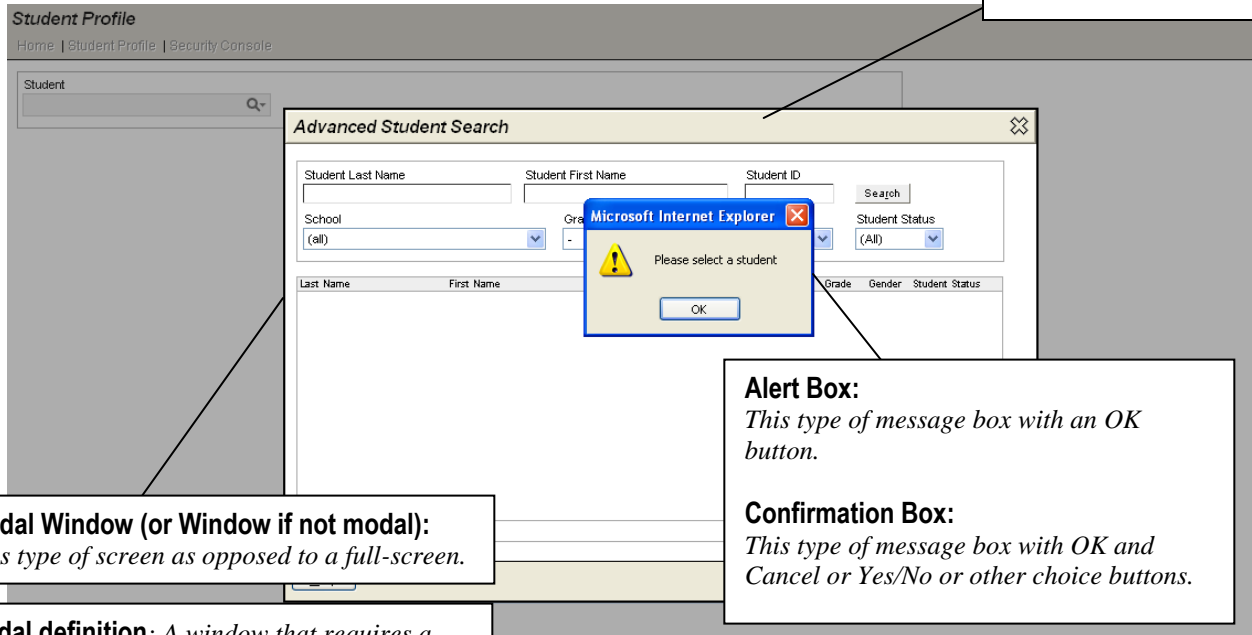 Student Profile
Home | Student Profile | Security Console
Student
Advanced Student Search
Student Last Name Student First Name Student ID
Search
School Gra Student Status
(all) - (All)
Microsoft Internet Explorer
Please select a student
OK
Last Name First Name Grade Gender Student Status
Alert Box:
This type of message box with an OK
button.
Confirmation Box:
This type of message box with OK and
Cancel or Yes/No or other choice buttons.
dal Window (or Window if not modal):
s type of screen as opposed to a full-screen.
dal definition: A window that requires a